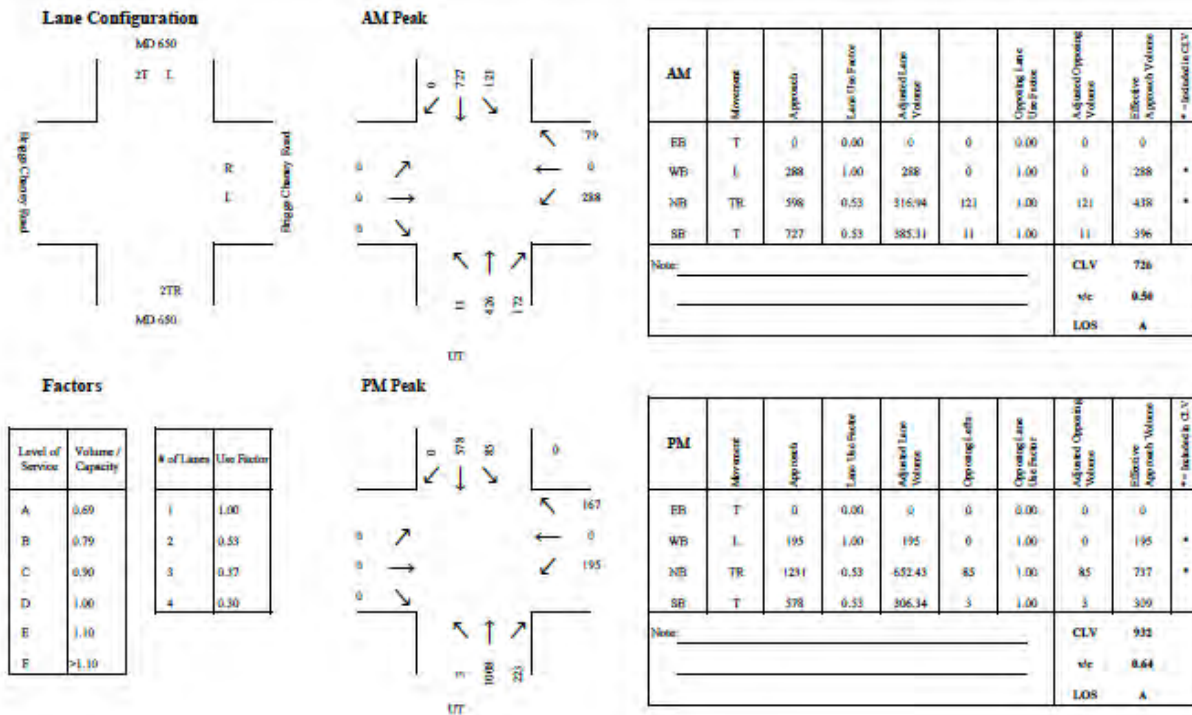 Lane Configuration
MD 650
2T L
Briggs Chaney Road
R
L
Briggs Chaney Road
2TR
MD 650
AM Peak
0 727 121
79
0
288
0
0
0
11 426 172
UT
AM Movement Approach Lane Use Factor Adjusted Lane Volume Opposing Lane Use Factor Adjusted Opposing Volume Effective Approach Volume * = Included in CLV
EB T 0 0.00 0 0 0.00 0 0
WB L 288 1.00 288 0 1.00 0 288 *
NB TR 598 0.53 316.94 121 1.00 121 438 *
SB T 727 0.53 385.31 11 1.00 11 396
Note:
CLV 726
v/c 0.50
LOS A
Factors
Level of Service Volume / Capacity
A 0.69
B 0.79
C 0.90
D 1.00
E 1.10
F >1.10
# of Lanes Use Factor
1 1.00
2 0.53
3 0.37
4 0.30
PM Peak
0 578 85 0
167
0
195
0
0
0
3 1008 223
UT
PM Movement Approach Lane Use Factor Adjusted Lane Volume Opposing Lefts Opposing Lane Use Factor Adjusted Opposing Volume Effective Approach Volume * = Included in CLV
EB T 0 0.00 0 0 0.00 0 0
WB L 195 1.00 195 0 1.00 0 195 *
NB TR 1231 0.53 652.43 85 1.00 85 737 *
SB T 578 0.53 306.34 3 1.00 3 309
Note:
CLV 932
v/c 0.64
LOS A